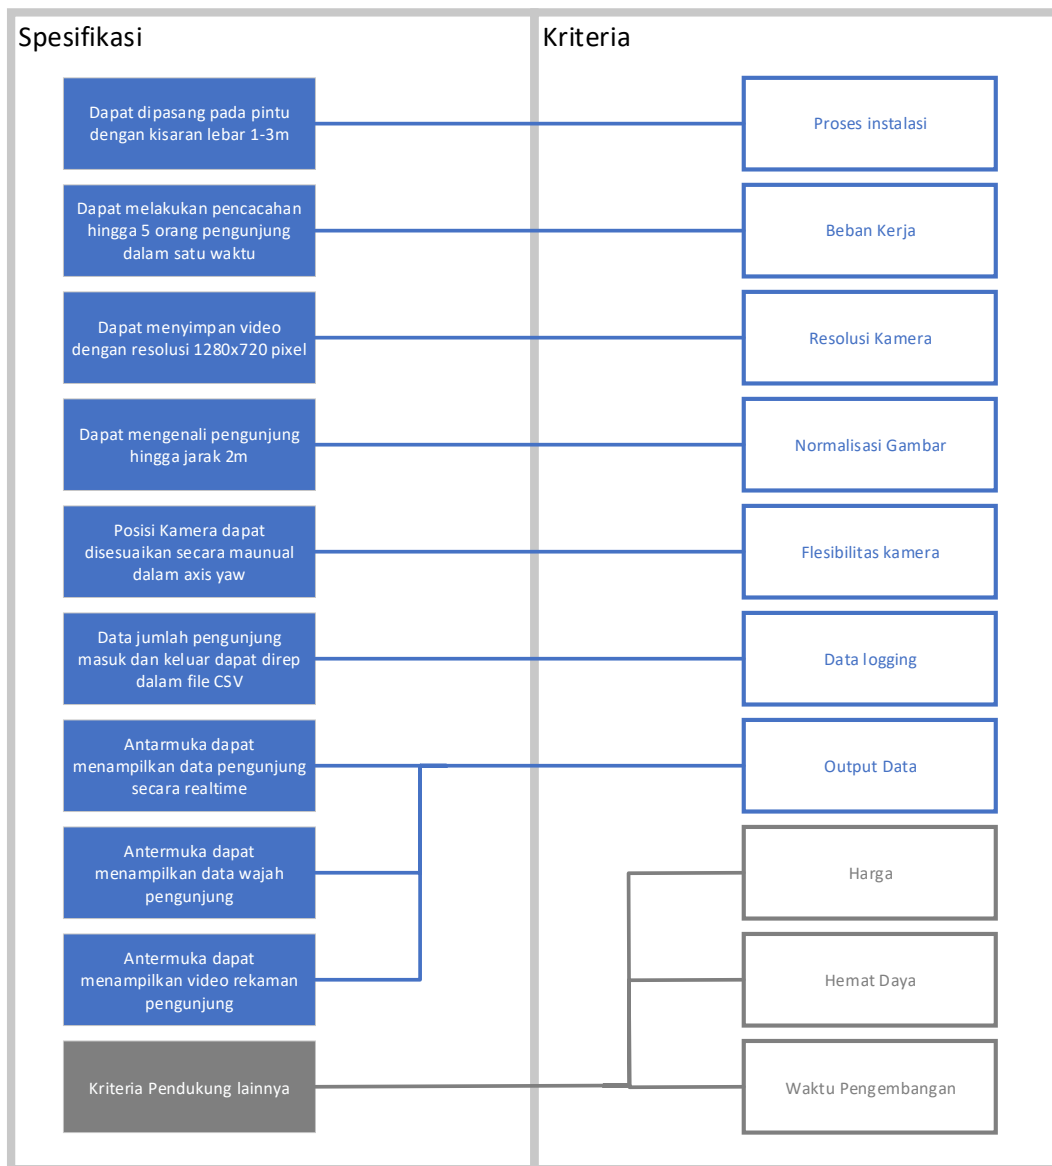 Spesifikasi
Kriteria
Dapat dipasang pada pintu
dengan kisaran lebar 1-3m
Proses instalasi
Dapat melakukan pencacahan
hingga 5 orang pengunjung
dalam satu waktu
Beban Kerja
Dapat menyimpan video
dengan resolusi 1280x720 pixel
Resolusi Kamera
Dapat mengenali pengunjung
hingga jarak 2m
Normalisasi Gambar
Posisi Kamera dapat
disesuaikan secara maunual
dalam axis yaw
Flesibilitas kamera
Data jumlah pengunjung
masuk dan keluar dapat direp
dalam file CSV
Data logging
Antarmuka dapat
menampilkan data pengunjung
secara realtime
Output Data
Antermuka dapat
menampilkan data wajah
pengunjung
Harga
Antermuka dapat
menampilkan video rekaman
pengunjung
Hemat Daya
Kriteria Pendukung lainnya
Waktu Pengembangan